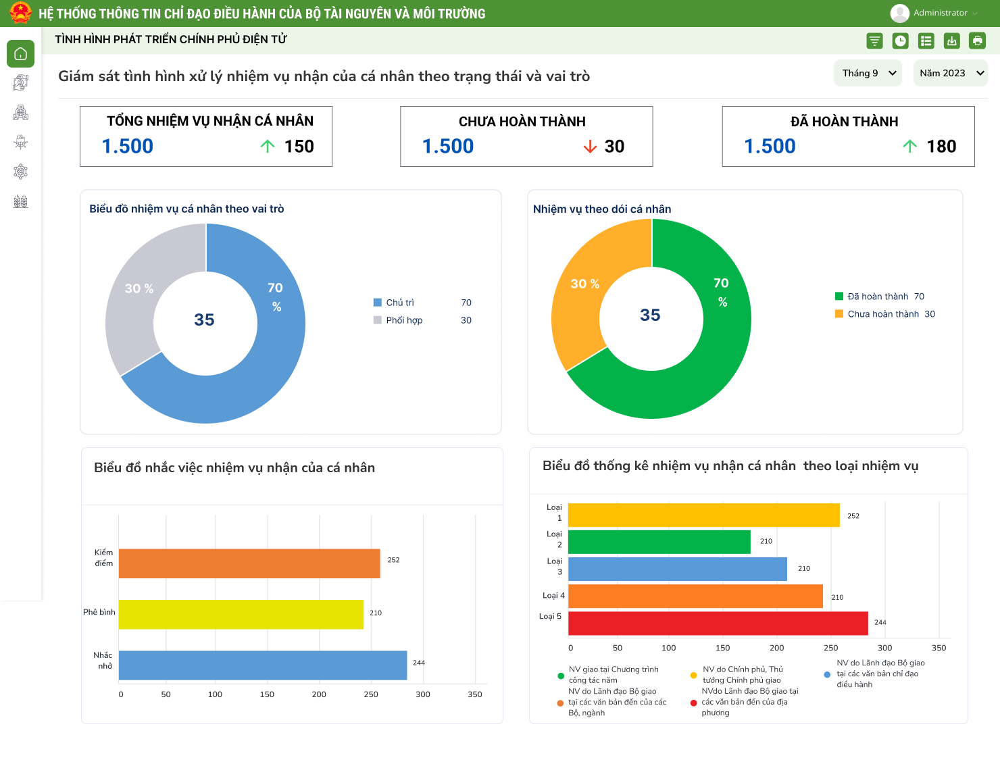 HỆ THỐNG THÔNG TIN CHỈ ĐẠO ĐIỀU HÀNH CỦA BỘ TÀI NGUYÊN VÀ MÔI TRƯỜNG
Administrator
TÌNH HÌNH PHÁT TRIỂN CHÍNH PHỦ ĐIỆN TỬ
Giám sát tình hình xử lý nhiệm vụ nhận của cá nhân theo trạng thái và vai trò
Tháng 9
Năm 2023
TỔNG NHIỆM VỤ NHẬN CÁ NHÂN
1.500
150
CHƯA HOÀN THÀNH
1.500
30
ĐÃ HOÀN THÀNH
1.500
180
Biểu đồ nhiệm vụ cá nhân theo vai trò
30 %
70
%
35
Chủ trì 70
Phối hợp 30
Nhiệm vụ theo dói cá nhân
30 %
70
%
35
Đã hoàn thành 70
Chưa hoàn thành 30
Biểu đồ nhắc việc nhiệm vụ nhận của cá nhân
Kiểm
điểm
252
Phê bình
210
Nhắc
nhở
244
0 50 100 150 200 250 300 350
Biểu đồ thống kê nhiệm vụ nhận cá nhân theo loại nhiệm vụ
Loại
1
252
Loại
2
210
Loại
3
210
Loại 4
210
Loại 5
244
0 50 100 150 200 250 300 350
NV giao tại Chương trình
công tác năm
NV do Chính phủ, Thủ
tướng Chính phủ giao
NV do Lãnh đạo Bộ giao
tại các văn bản chỉ đạo
điều hành
NV do Lãnh đạo Bộ giao
tại các văn bản đến của các
Bộ, ngành
NVdo Lãnh đạo Bộ giao tại
các văn bản đến của địa
phương